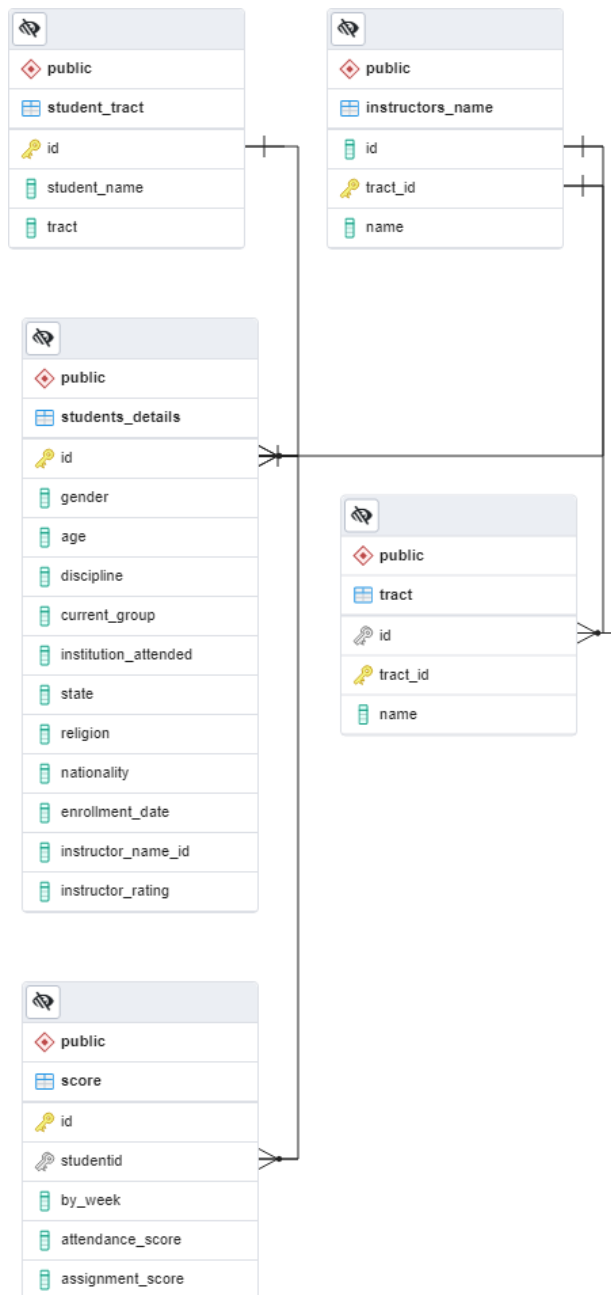 public
student_tract
id
student_name
tract
public
instructors_name
id
tract_id
name
public
students_details
id
gender
age
discipline
current_group
institution_attended
state
religion
nationality
enrollment_date
instructor_name_id
instructor_rating
public
tract
id
tract_id
name
public
score
id
studentid
by_week
attendance_score
assignment_score